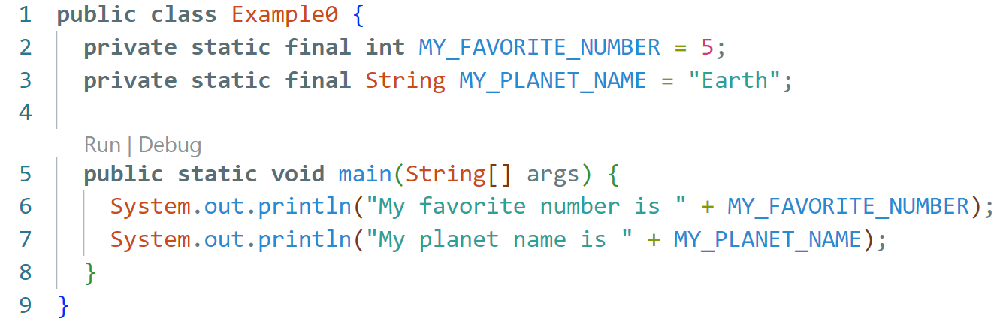 1 public class Example0 {
2   private static final int MY_FAVORITE_NUMBER = 5;
3   private static final String MY_PLANET_NAME = "Earth";
4
Run | Debug
5   public static void main(String[] args) {
6     System.out.println("My favorite number is " + MY_FAVORITE_NUMBER);
7     System.out.println("My planet name is " + MY_PLANET_NAME);
8   }
9 }